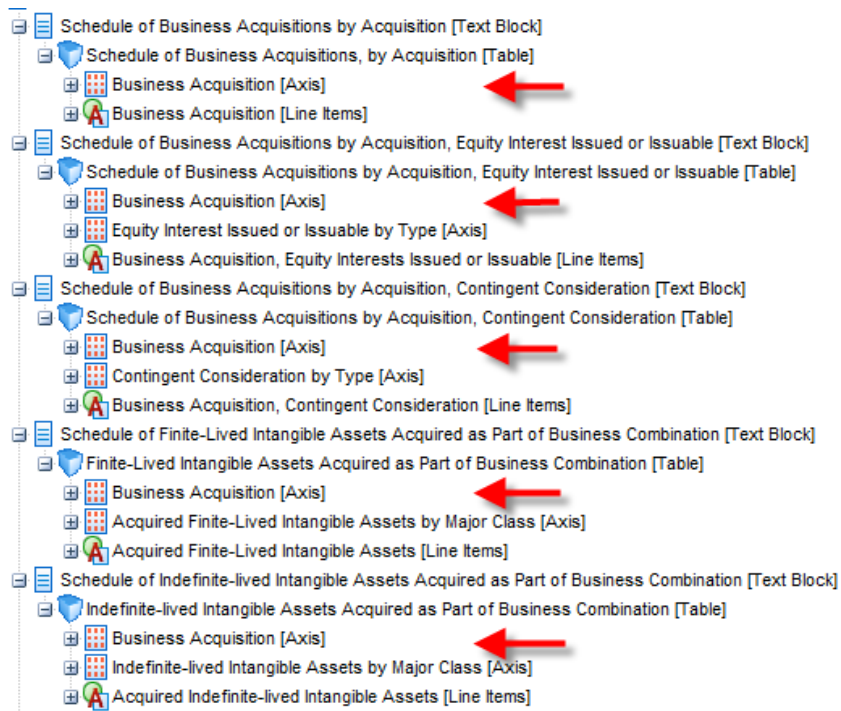 Schedule of Business Acquisitions by Acquisition [Text Block]
Schedule of Business Acquisitions, by Acquisition [Table]
Business Acquisition [Axis]
Business Acquisition [Line Items]
Schedule of Business Acquisitions by Acquisition, Equity Interest Issued or Issuable [Text Block]
Schedule of Business Acquisitions by Acquisition, Equity Interest Issued or Issuable [Table]
Business Acquisition [Axis]
Equity Interest Issued or Issuable by Type [Axis]
Business Acquisition, Equity Interests Issued or Issuable [Line Items]
Schedule of Business Acquisitions by Acquisition, Contingent Consideration [Text Block]
Schedule of Business Acquisitions by Acquisition, Contingent Consideration [Table]
Business Acquisition [Axis]
Contingent Consideration by Type [Axis]
Business Acquisition, Contingent Consideration [Line Items]
Schedule of Finite-Lived Intangible Assets Acquired as Part of Business Combination [Text Block]
Finite-Lived Intangible Assets Acquired as Part of Business Combination [Table]
Business Acquisition [Axis]
Acquired Finite-Lived Intangible Assets by Major Class [Axis]
Acquired Finite-Lived Intangible Assets [Line Items]
Schedule of Indefinite-lived Intangible Assets Acquired as Part of Business Combination [Text Block]
Indefinite-lived Intangible Assets Acquired as Part of Business Combination [Table]
Business Acquisition [Axis]
Indefinite-lived Intangible Assets by Major Class [Axis]
Acquired Indefinite-lived Intangible Assets [Line Items]